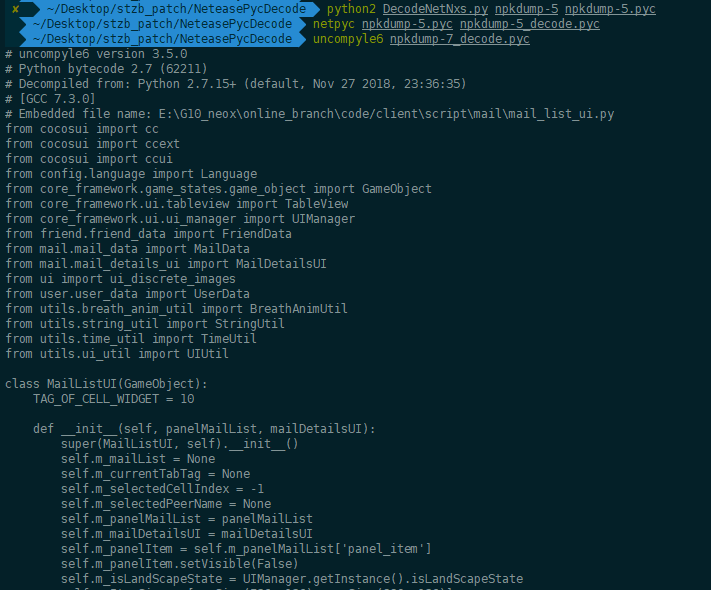 ✘ ~/Desktop/stzb_patch/NeteasePycDecode python2 DecodeNetNxs.py npkdump-5 npkdump-5.pyc
~/Desktop/stzb_patch/NeteasePycDecode netpyc npkdump-5.pyc npkdump-5_decode.pyc
~/Desktop/stzb_patch/NeteasePycDecode uncompyle6 npkdump-7_decode.pyc
# uncompyle6 version 3.5.0
# Python bytecode 2.7 (62211)
# Decompiled from: Python 2.7.15+ (default, Nov 27 2018, 23:36:35)
# [GCC 7.3.0]
# Embedded file name: E:\G10_neox\online_branch\code/client\script\mail\mail_list_ui.py
from cocosui import cc
from cocosui import ccext
from cocosui import ccui
from config.language import Language
from core_framework.game_states.game_object import GameObject
from core_framework.ui.tableview import TableView
from core_framework.ui.ui_manager import UIManager
from friend.friend_data import FriendData
from mail.mail_data import MailData
from mail.mail_details_ui import MailDetailsUI
from ui import ui_discrete_images
from user.user_data import UserData
from utils.breath_anim_util import BreathAnimUtil
from utils.string_util import StringUtil
from utils.time_util import TimeUtil
from utils.ui_util import UIUtil
class MailListUI(GameObject):
TAG_OF_CELL_WIDGET = 10
def __init__(self, panelMailList, mailDetailsUI):
super(MailListUI, self).__init__()
self.m_mailList = None
self.m_currentTabTag = None
self.m_selectedCellIndex = -1
self.m_selectedPeerName = None
self.m_panelMailList = panelMailList
self.m_mailDetailsUI = mailDetailsUI
self.m_panelItem = self.m_panelMailList['panel_item']
self.m_panelItem.setVisible(False)
self.m_isLandScapeState = UIManager.getInstance().isLandScapeState